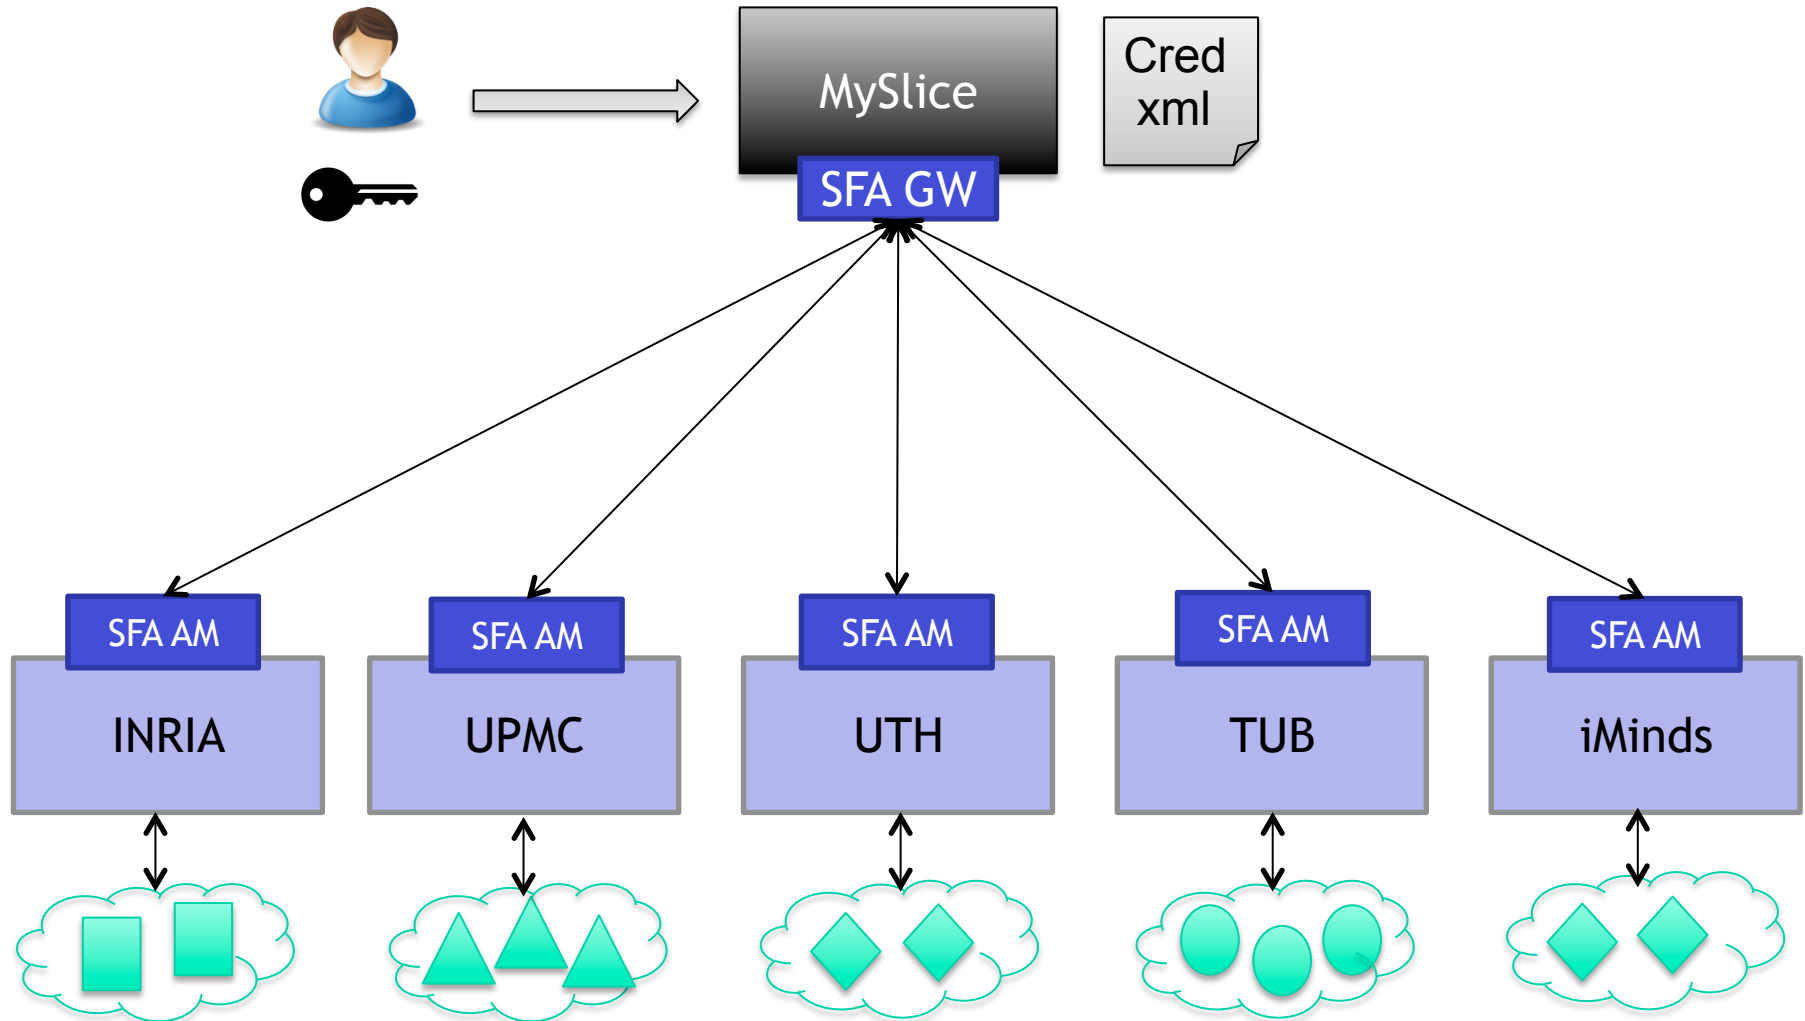 MySlice
Cred
xml
SFA GW
SFA AM
SFA AM
SFA AM
SFA AM
SFA AM
INRIA
UPMC
UTH
TUB
iMinds